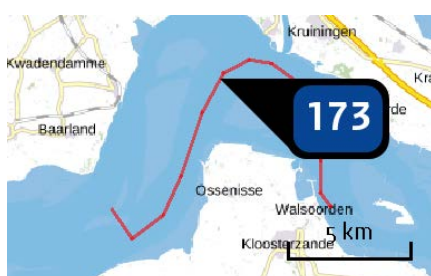 Kruiningen
Kwadendamme
Kra
173
rde
Baarland
Ossenisse
Walsoorden
5 km
Kloosterzande